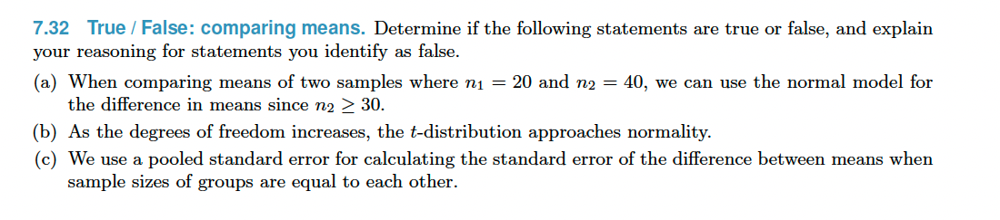 7.32 True / False: comparing means. Determine if the following statements are true or false, and explain
your reasoning for statements you identify as false.
(a) When comparing means of two samples where n₁ = 20 and n₂ = 40, we can use the normal model for
the difference in means since n₂ ≥ 30.
(b) As the degrees of freedom increases, the t-distribution approaches normality.
(c) We use a pooled standard error for calculating the standard error of the difference between means when
sample sizes of groups are equal to each other.